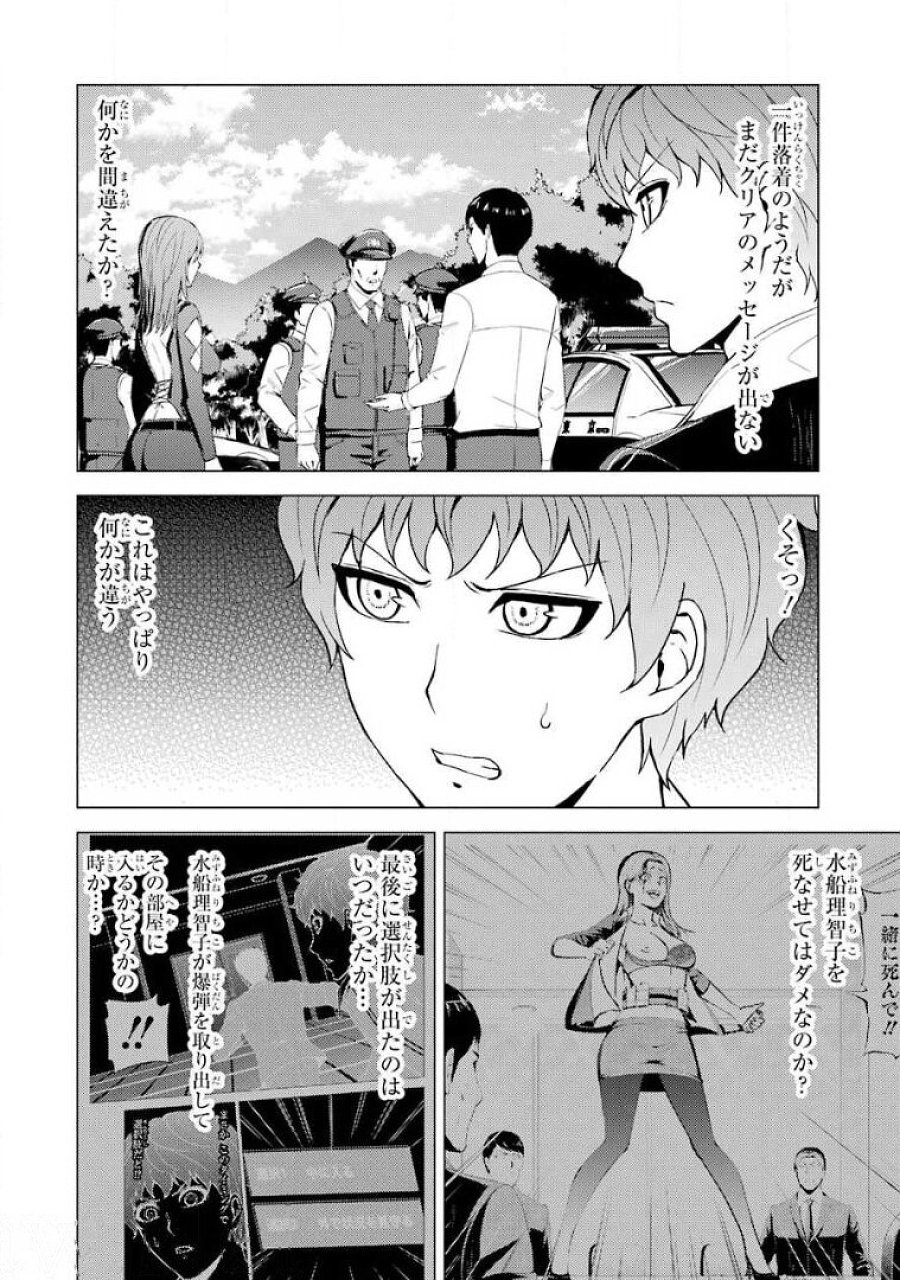 一件落着のようだが
まだクリアのメッセージが出ない
何かを間違えたか？
東京
くそっ！
これはやっぱり
何かが違う
一緒に死んで!!
水船理智子を
死なせてはダメなのか？
最後に選択肢が出たのは
いつだったか…
水船理智子が爆弾を取り出して
その部屋に
入るかどうかの
時か…？
!!